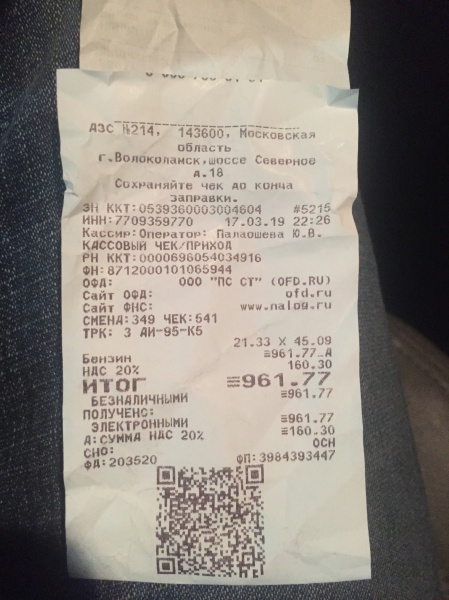 АЗС №214, 143600, Московская
область
г.Волоколамск,шоссе Северное
д.18
Сохраняйте чек до конца
заправки.
ЗН ККТ:0539360003004604 #5215
ИНН:7709359770 17.03.19 22:26
Кассир:Оператор: Палашева Ю.В.
КАССОВЫЙ ЧЕК/ПРИХОД
РН ККТ:0000696054034916
ФН:8712000101065944
ОФД: ООО "ПС СТ" (OFD.RU)
Сайт ОФД: ofd.ru
Сайт ФНС: www.nalog.ru
СМЕНА:349 ЧЕК:541
ТРК: 3 АИ-95-К5
21.33 X 45.09
Бензин ≡961.77_А
НДС 20% 160.30
ИТОГ ≡961.77
БЕЗНАЛИЧНЫМИ ≡961.77
ПОЛУЧЕНО:
ЭЛЕКТРОННЫМИ ≡961.77
А:СУММА НДС 20% ≡160.30
СНО: ОСН
ФД:203520 ФП:3984393447